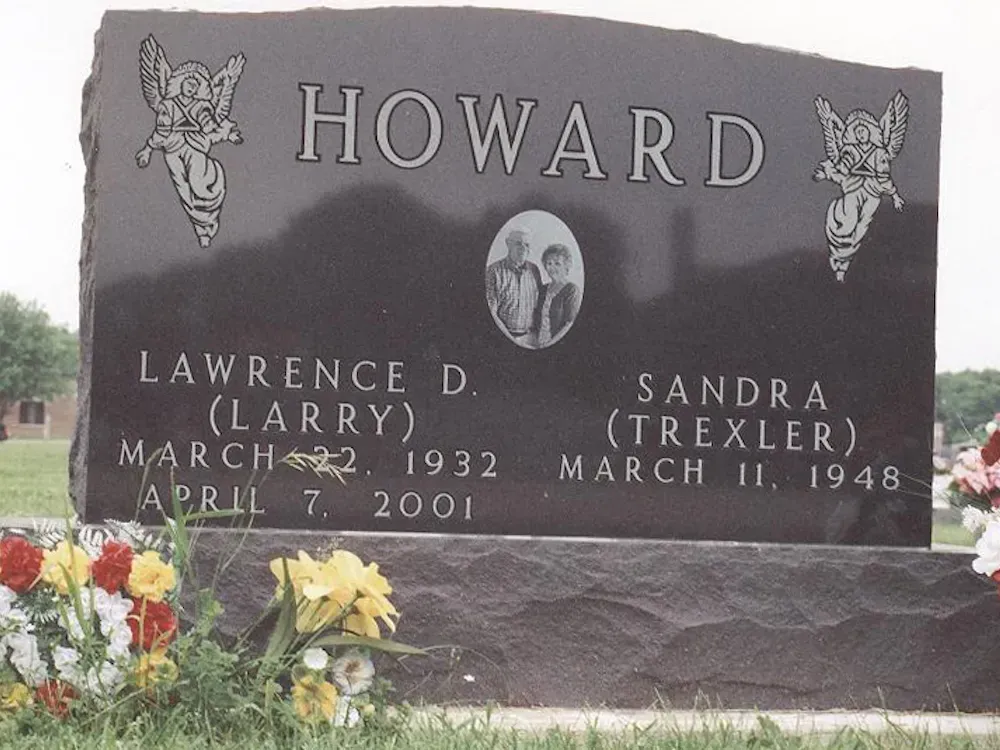 HOWARD
LAWRENCE D.
(LARRY)
MARCH 22, 1932
APRIL 7, 2001
SANDRA
(TREXLER)
MARCH 11, 1948